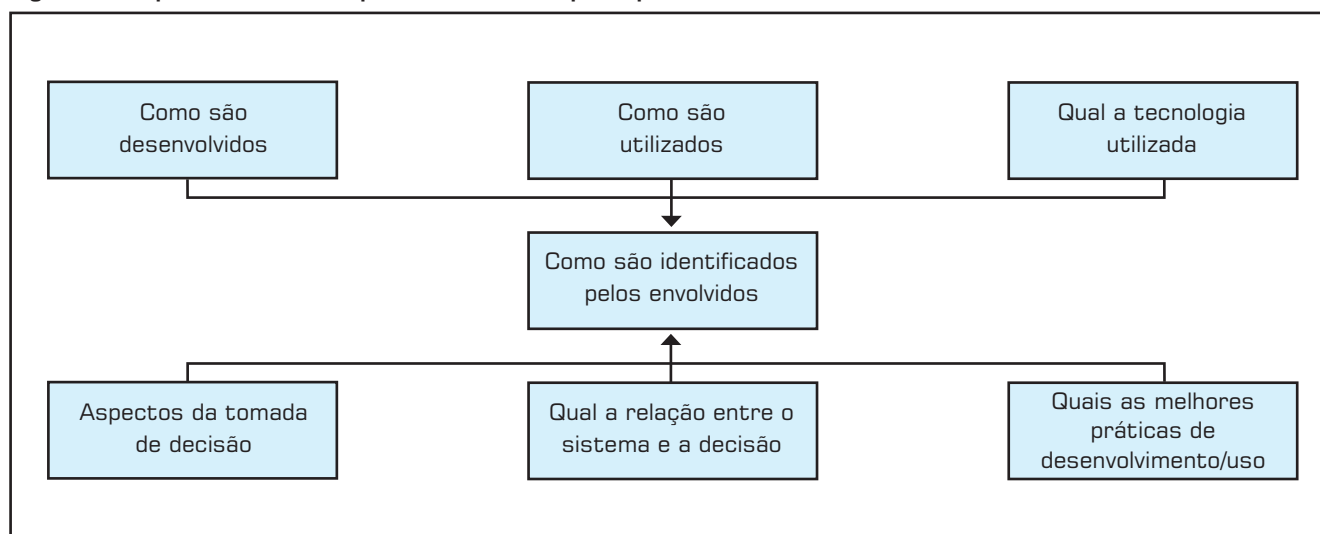 Como são
desenvolvidos
Como são
utilizados
Qual a tecnologia
utilizada
Como são identificados
pelos envolvidos
Aspectos da tomada
de decisão
Qual a relação entre o
sistema e a decisão
Quais as melhores
práticas de
desenvolvimento/uso